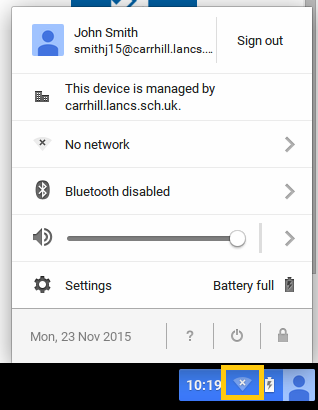 John Smith
smithj15@carrhill.lancs....
Sign out
This device is managed by
carrhill.lancs.sch.uk.
No network
Bluetooth disabled
Settings
Battery full
Mon, 23 Nov 2015
?
10:19